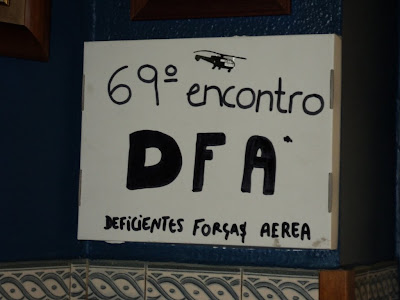 69º encontro
DFA
DEFICIENTES FORÇAS AEREA